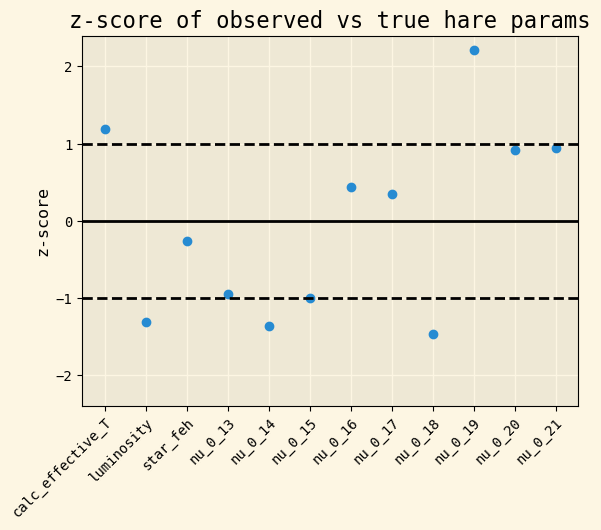 z-score of observed vs true hare params
z-score
2
1
0
−1
−2
calc_effective_T
luminosity
star_feh
nu_0_13
nu_0_14
nu_0_15
nu_0_16
nu_0_17
nu_0_18
nu_0_19
nu_0_20
nu_0_21